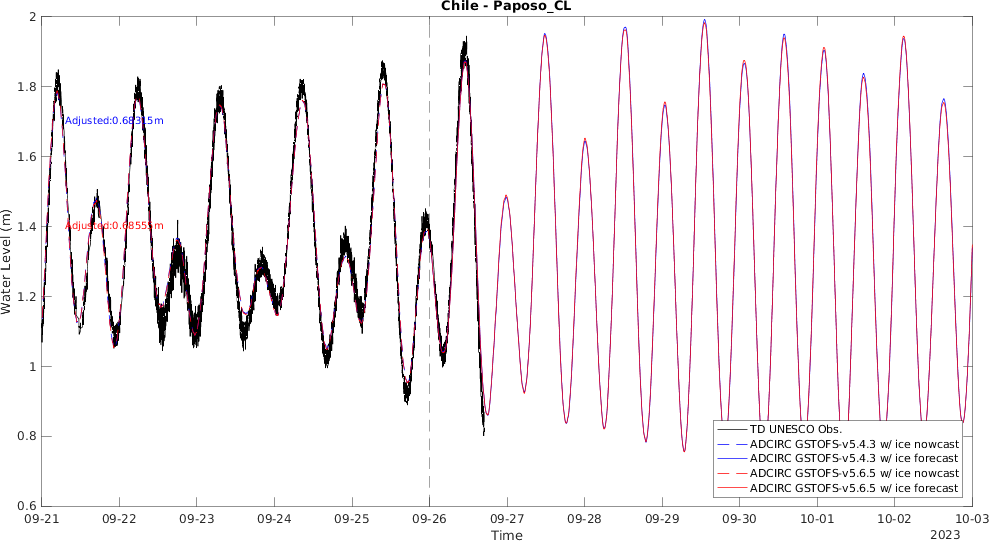 Chile - Paposo_CL
2
1.8
1.6
1.4
1.2
1
0.8
0.6
Water Level (m)
Adjusted:0.68315m
Adjusted:0.68555m
TD UNESCO Obs.
ADCIRC GSTOFS-v5.4.3 w/ ice nowcast
ADCIRC GSTOFS-v5.4.3 w/ ice forecast
ADCIRC GSTOFS-v5.6.5 w/ ice nowcast
ADCIRC GSTOFS-v5.6.5 w/ ice forecast
09-21 09-22 09-23 09-24 09-25 09-26 09-27 09-28 09-29 09-30 10-01 10-02 10-03
Time
2023